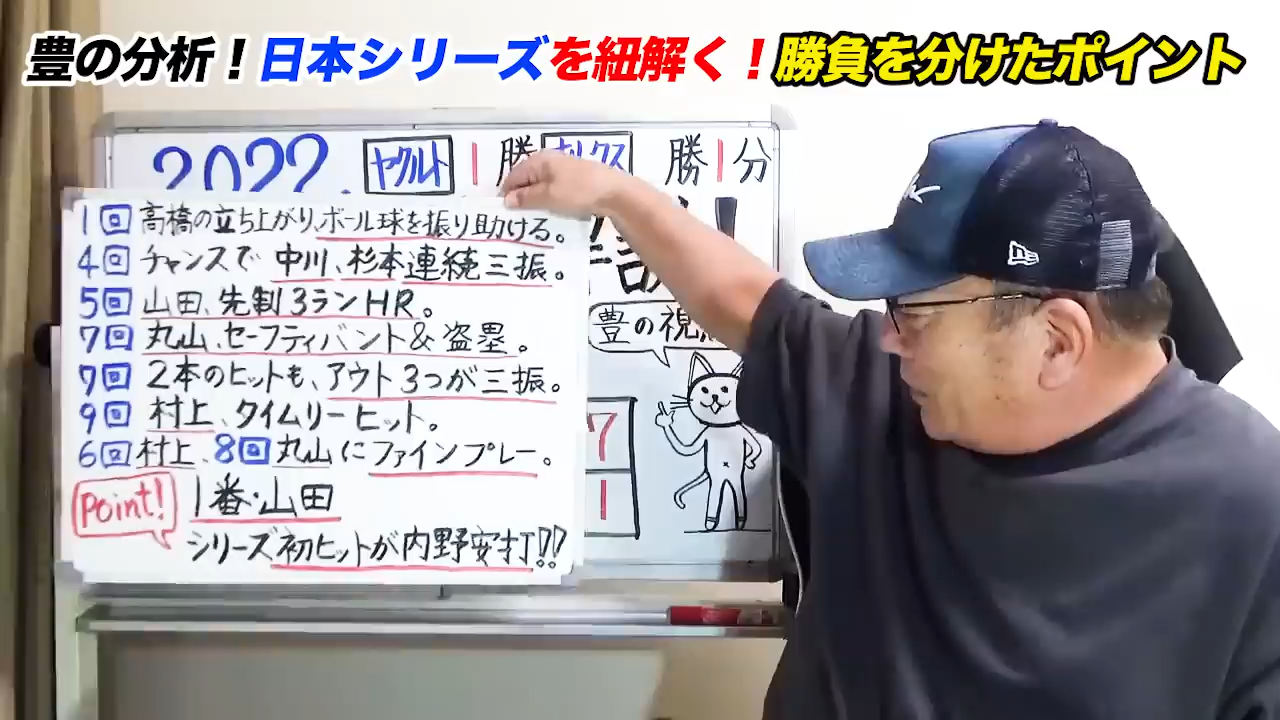 豊の分析！日本シリーズを紐解く！勝負を分けたポイント
2022. ヤクルト 1勝 オリックス 勝1分
1回 高橋の立ち上がり、ボール球を振り助ける。
4回 チャンスで 中川、杉本連続三振。
5回 山田、先制3ランHR。
7回 丸山、セーフティバント&盗塁。
7回 2本のヒットも、アウト3つが三振。
9回 村上、タイムリーヒット。
6回 村上、8回 丸山にファインプレー。
Point! 1番・山田
シリーズ初ヒットが内野安打!!
豊の視
7
1